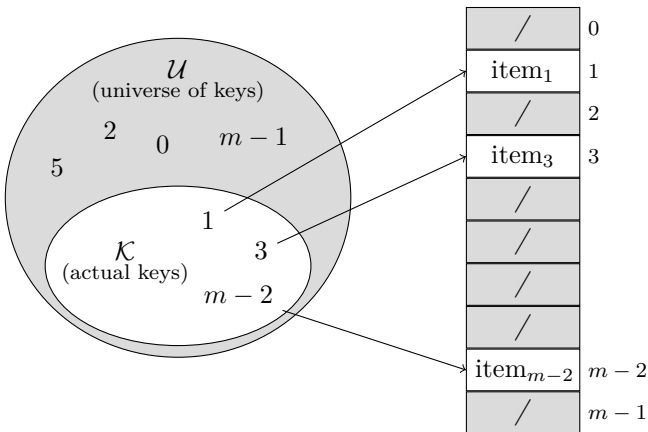 𝒰
(universe of keys)
2
0
m − 1
5
1
𝒦
3
(actual keys)
m − 2
/ 0
item₁ 1
/ 2
item₃ 3
/
/
/
/
itemₘ₋₂ m − 2
/ m − 1